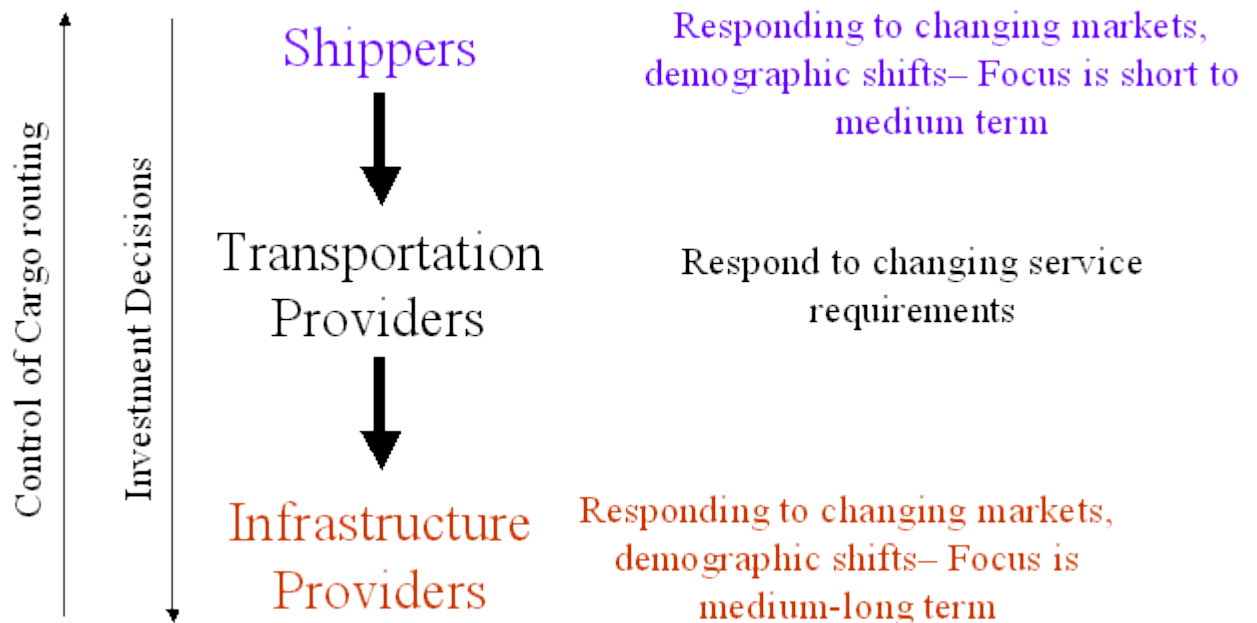 Control of Cargo routing
Investment Decisions
Shippers
Responding to changing markets,
demographic shifts– Focus is short to
medium term
Transportation
Providers
Respond to changing service
requirements
Infrastructure
Providers
Responding to changing markets,
demographic shifts– Focus is
medium-long term